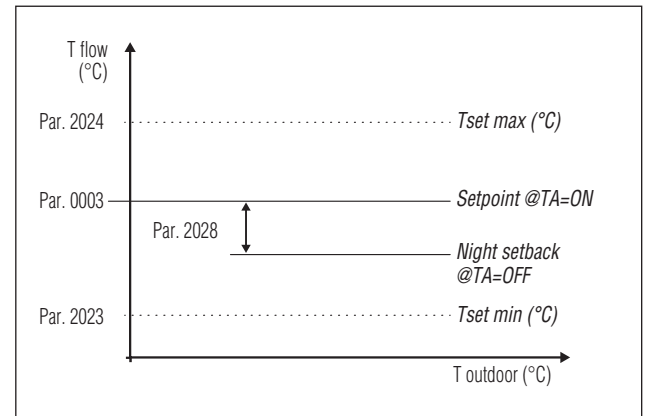 T flow
(°C)
Par. 2024
Tset max (°C)
Par. 0003
Setpoint @TA=ON
Par. 2028
Night setback
@TA=OFF
Par. 2023
Tset min (°C)
T outdoor (°C)